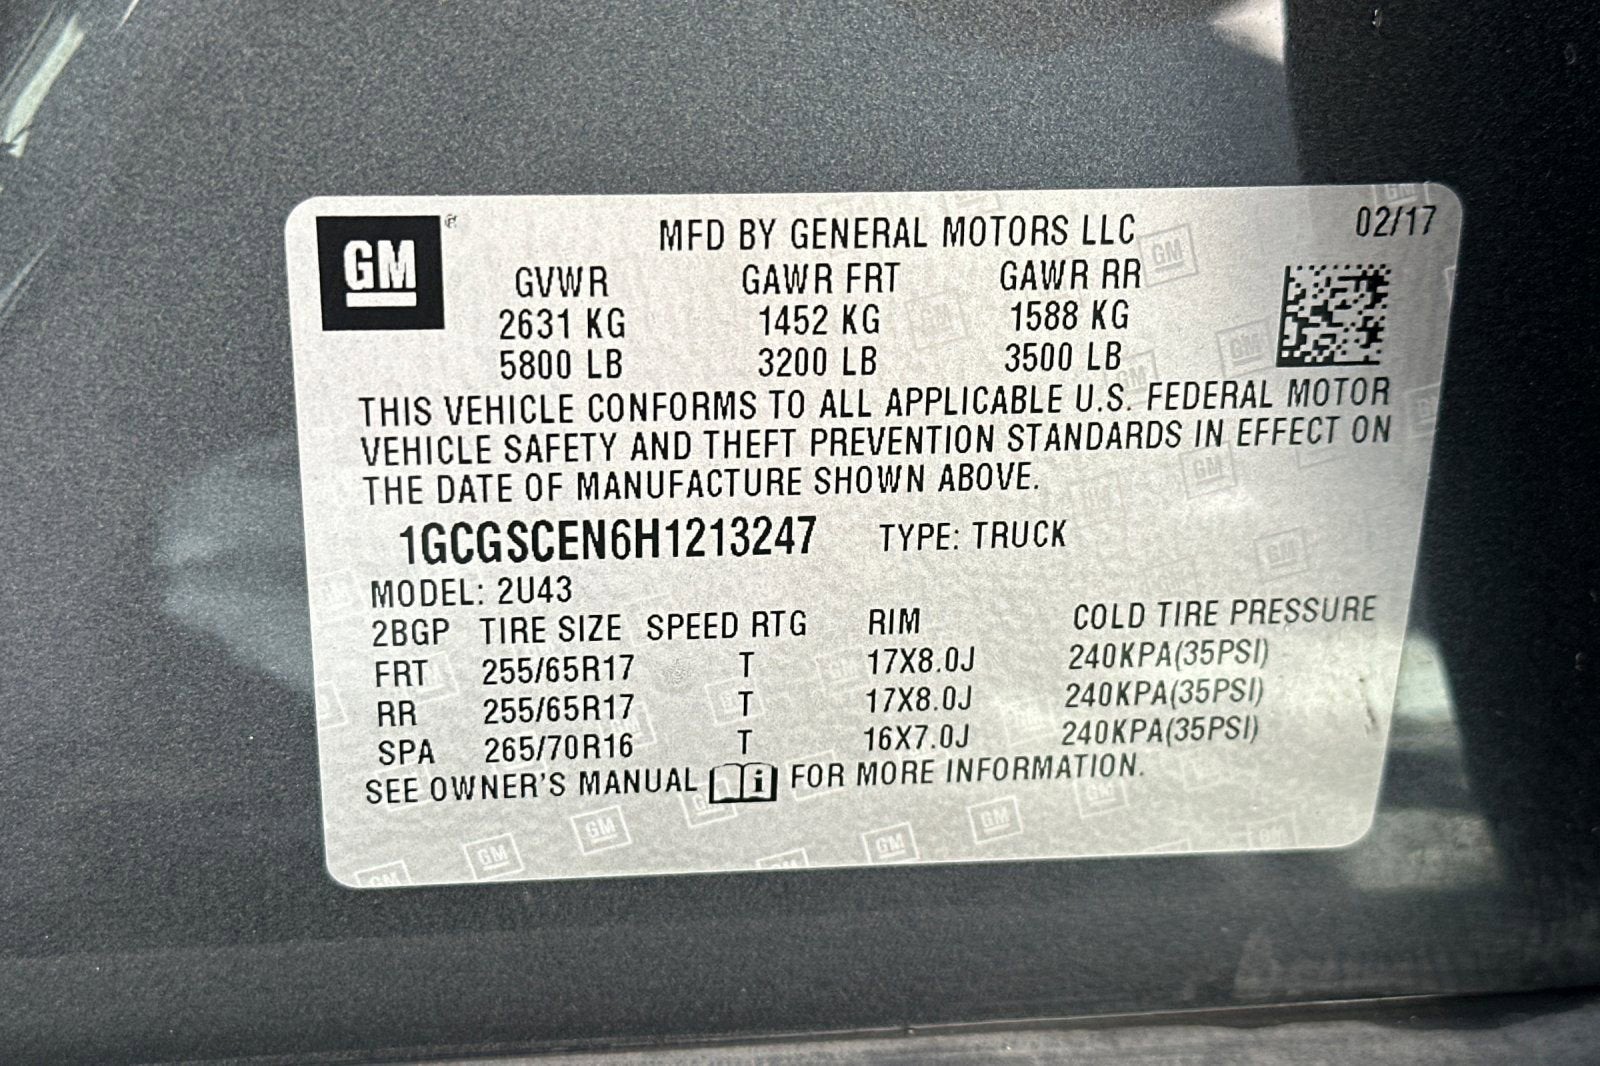 GM ®
MFD BY GENERAL MOTORS LLC 02/17
GVWR GAWR FRT GAWR RR
2631 KG 1452 KG 1588 KG
5800 LB 3200 LB 3500 LB
THIS VEHICLE CONFORMS TO ALL APPLICABLE U.S. FEDERAL MOTOR
VEHICLE SAFETY AND THEFT PREVENTION STANDARDS IN EFFECT ON
THE DATE OF MANUFACTURE SHOWN ABOVE.
1GCGSCEN6H1213247 TYPE: TRUCK
MODEL: 2U43
2BGP TIRE SIZE SPEED RTG RIM COLD TIRE PRESSURE
FRT 255/65R17 T 17X8.0J 240KPA(35PSI)
RR 255/65R17 T 17X8.0J 240KPA(35PSI)
SPA 265/70R16 T 16X7.0J 240KPA(35PSI)
SEE OWNER'S MANUAL i FOR MORE INFORMATION.